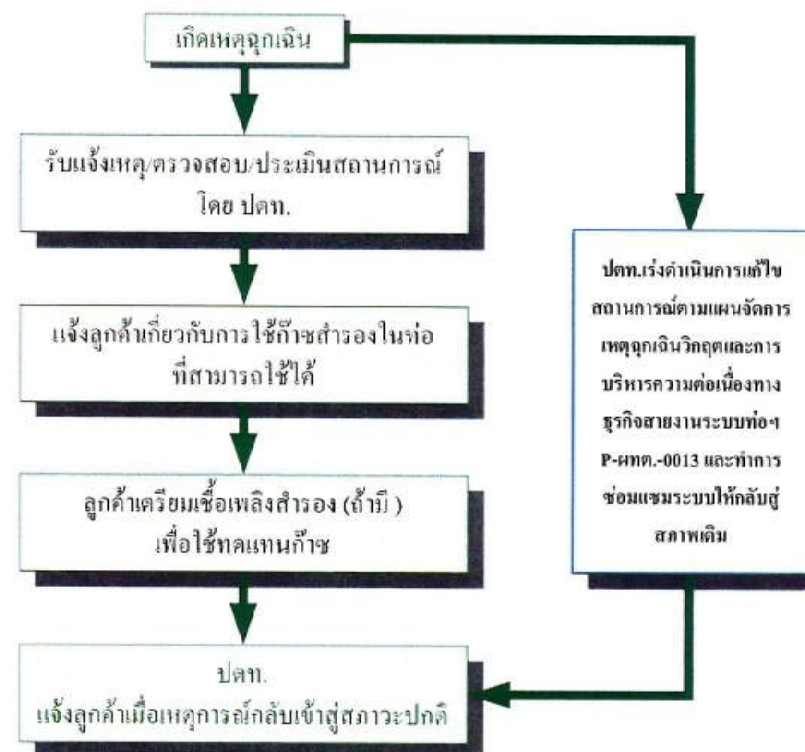 เกิดเหตุฉุกเฉิน
รับแจ้งเหตุ/ตรวจสอบ/ประเมินสถานการณ์
โดย ปตท.
แจ้งลูกค้าเกี่ยวกับการใช้ก๊าซสำรองในท่อ
ที่สามารถใช้ได้
ลูกค้าเตรียมเชื้อเพลิงสำรอง (ถ้ามี )
เพื่อใช้ทดแทนก๊าซ
ปตท.
แจ้งลูกค้าเมื่อเหตุการณ์กลับเข้าสู่สภาวะปกติ
ปตท.เร่งดำเนินการแก้ไข
สถานการณ์ตามแผนจัดการ
เหตุฉุกเฉินวิกฤตและการ
บริหารความต่อเนื่องทาง
ธุรกิจสายงานระบบท่อฯ
P-ผทต.-0013 และทำการ
ซ่อมแซมระบบให้กลับสู่
สภาพเดิม